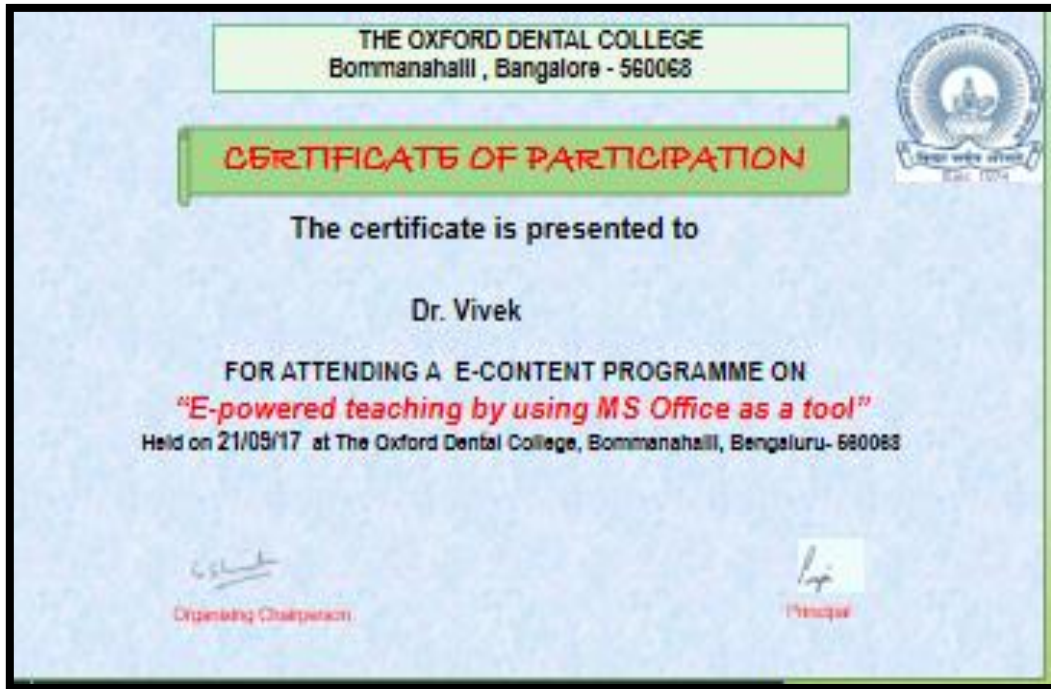 THE OXFORD DENTAL COLLEGE
Bommanahalli , Bangalore - 560068
CERTIFICATE OF PARTICIPATION
The certificate is presented to
Dr. Vivek
FOR ATTENDING A E-CONTENT PROGRAMME ON
“E-powered teaching by using MS Office as a tool”
Held on 21/09/17 at The Oxford Dental College, Bommanahalli, Bengaluru- 560068
Organising Chairperson
Principal